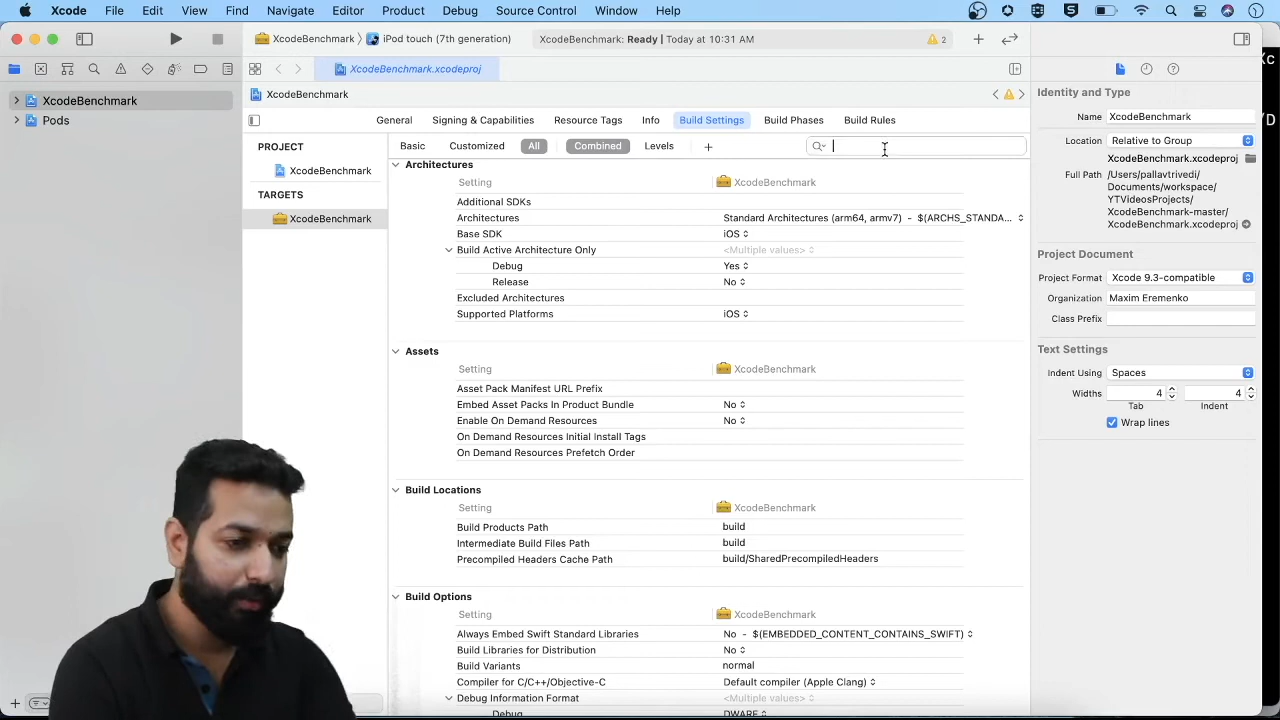 Xcode File Edit View Find Navigate Editor Product Debug Source Control Window Help
XcodeBenchmark iPod touch (7th generation) XcodeBenchmark: Ready | Today at 10:31 AM 2
XcodeBenchmark.xcodeproj
XcodeBenchmark
Pods
XcodeBenchmark
General Signing & Capabilities Resource Tags Info Build Settings Build Phases Build Rules
PROJECT
XcodeBenchmark
TARGETS
XcodeBenchmark
Basic Customized All Combined Levels +
Architectures
Setting XcodeBenchmark
Additional SDKs
Architectures Standard Architectures (arm64, armv7) - $(ARCHS_STANDA...
Base SDK iOS
Build Active Architecture Only <Multiple values>
Debug Yes
Release No
Excluded Architectures
Supported Platforms iOS
Assets
Setting XcodeBenchmark
Asset Pack Manifest URL Prefix
Embed Asset Packs In Product Bundle No
Enable On Demand Resources No
On Demand Resources Initial Install Tags
On Demand Resources Prefetch Order
Build Locations
Setting XcodeBenchmark
Build Products Path build
Intermediate Build Files Path build
Precompiled Headers Cache Path build/SharedPrecompiledHeaders
Build Options
Setting XcodeBenchmark
Always Embed Swift Standard Libraries No - $(EMBEDDED_CONTENT_CONTAINS_SWIFT)
Build Libraries for Distribution No
Build Variants normal
Compiler for C/C++/Objective-C Default compiler (Apple Clang)
Debug Information Format <Multiple values>
Debug DWARF
Identity and Type
Name XcodeBenchmark
Location Relative to Group
XcodeBenchmark.xcodeproj
Full Path /Users/pallavtrivedi/
Documents/workspace/
YTVideosProjects/
XcodeBenchmark-master/
XcodeBenchmark.xcodeproj
Project Document
Project Format Xcode 9.3-compatible
Organization Maxim Eremenko
Class Prefix
Text Settings
Indent Using Spaces
Widths 4 4
Tab Indent
Wrap lines
Xc
/D